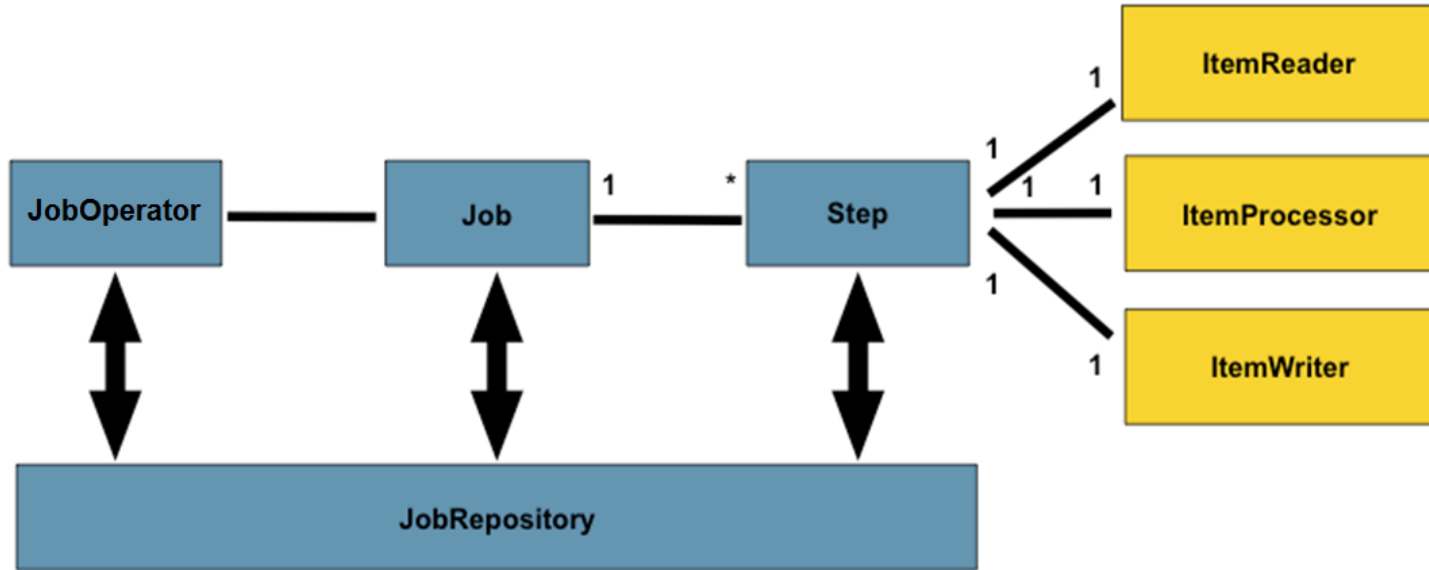 ItemReader
1
1
JobOperator
Job
1
*
Step
1
1
ItemProcessor
1
1
ItemWriter
JobRepository